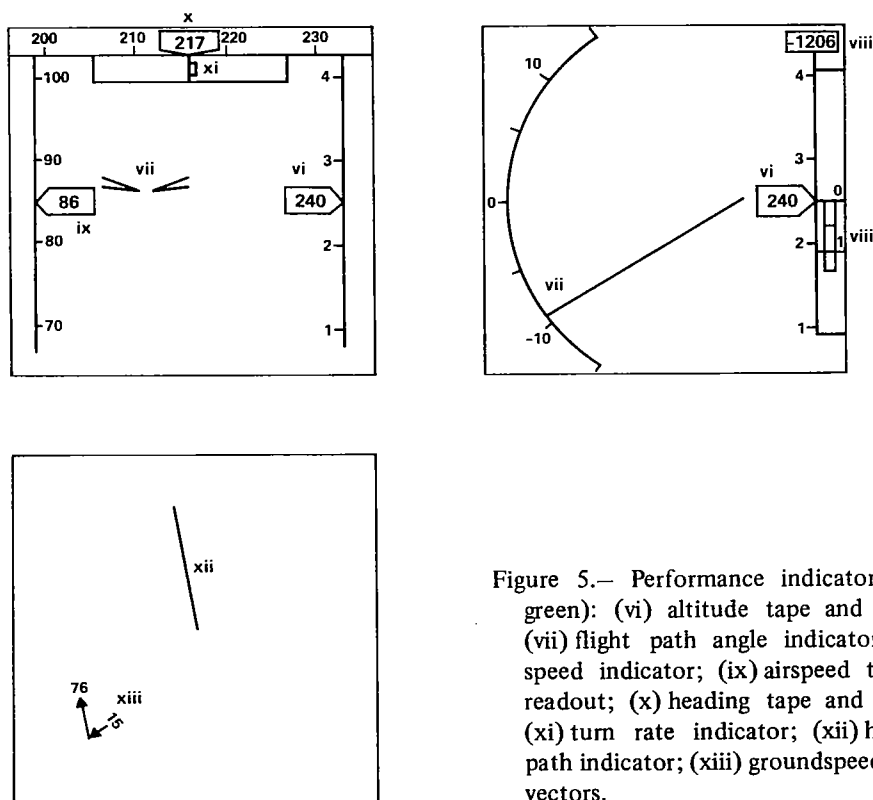 x
200 210 217 220 230
xi
100 4
90 vii vi 3
86 240
ix
80 2
70 1
-1206 viii
10 4
3
vi
0 240 0
2 1 viii
vii
-10 1
xii
76 xiii
15
Figure 5.— Performance indicator
green): (vi) altitude tape and
(vii) flight path angle indicator
speed indicator; (ix) airspeed t
readout; (x) heading tape and
(xi) turn rate indicator; (xii) h
path indicator; (xiii) groundspeed
vectors.